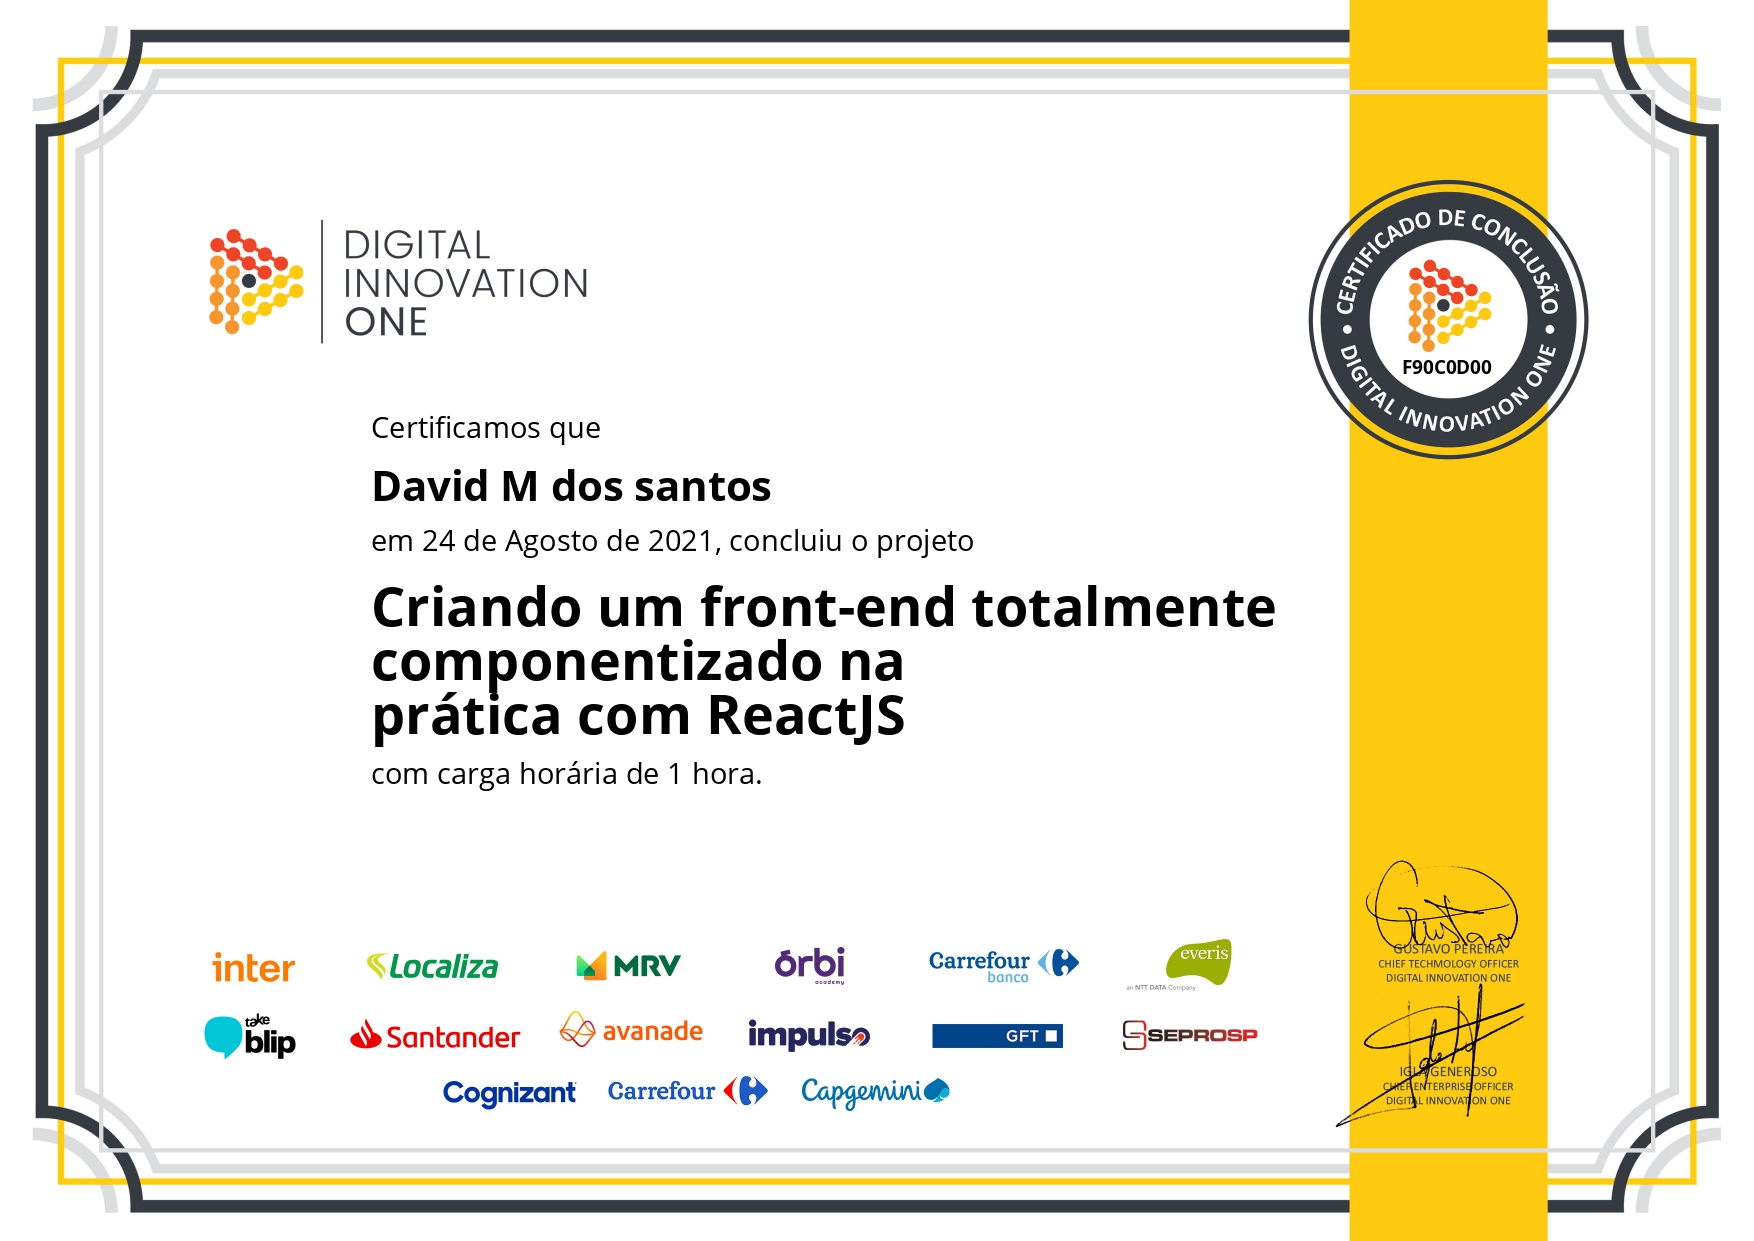 DIGITAL
INNOVATION
ONE
CERTIFICADO DE CONCLUSÃO
F90C0D00
DIGITAL INNOVATION ONE
Certificamos que
David M dos santos
em 24 de Agosto de 2021, concluiu o projeto
Criando um front-end totalmente
componentizado na
prática com ReactJS
com carga horária de 1 hora.
inter
Localiza
MRV
órbi
academy
Carrefour
banco
everis
an NTT DATA Company
take
blip
Santander
avanade
impulso
GFT
SEPROSP
Cognizant
Carrefour
Capgemini
GUSTAVO PEREIRA
CHIEF TECHMOLOGY OFFICER
DIGITAL INNOVATION ONE
IGLA GENEROSO
CHIEF ENTERPRISE OFFICER
DIGITAL INNOVATION ONE